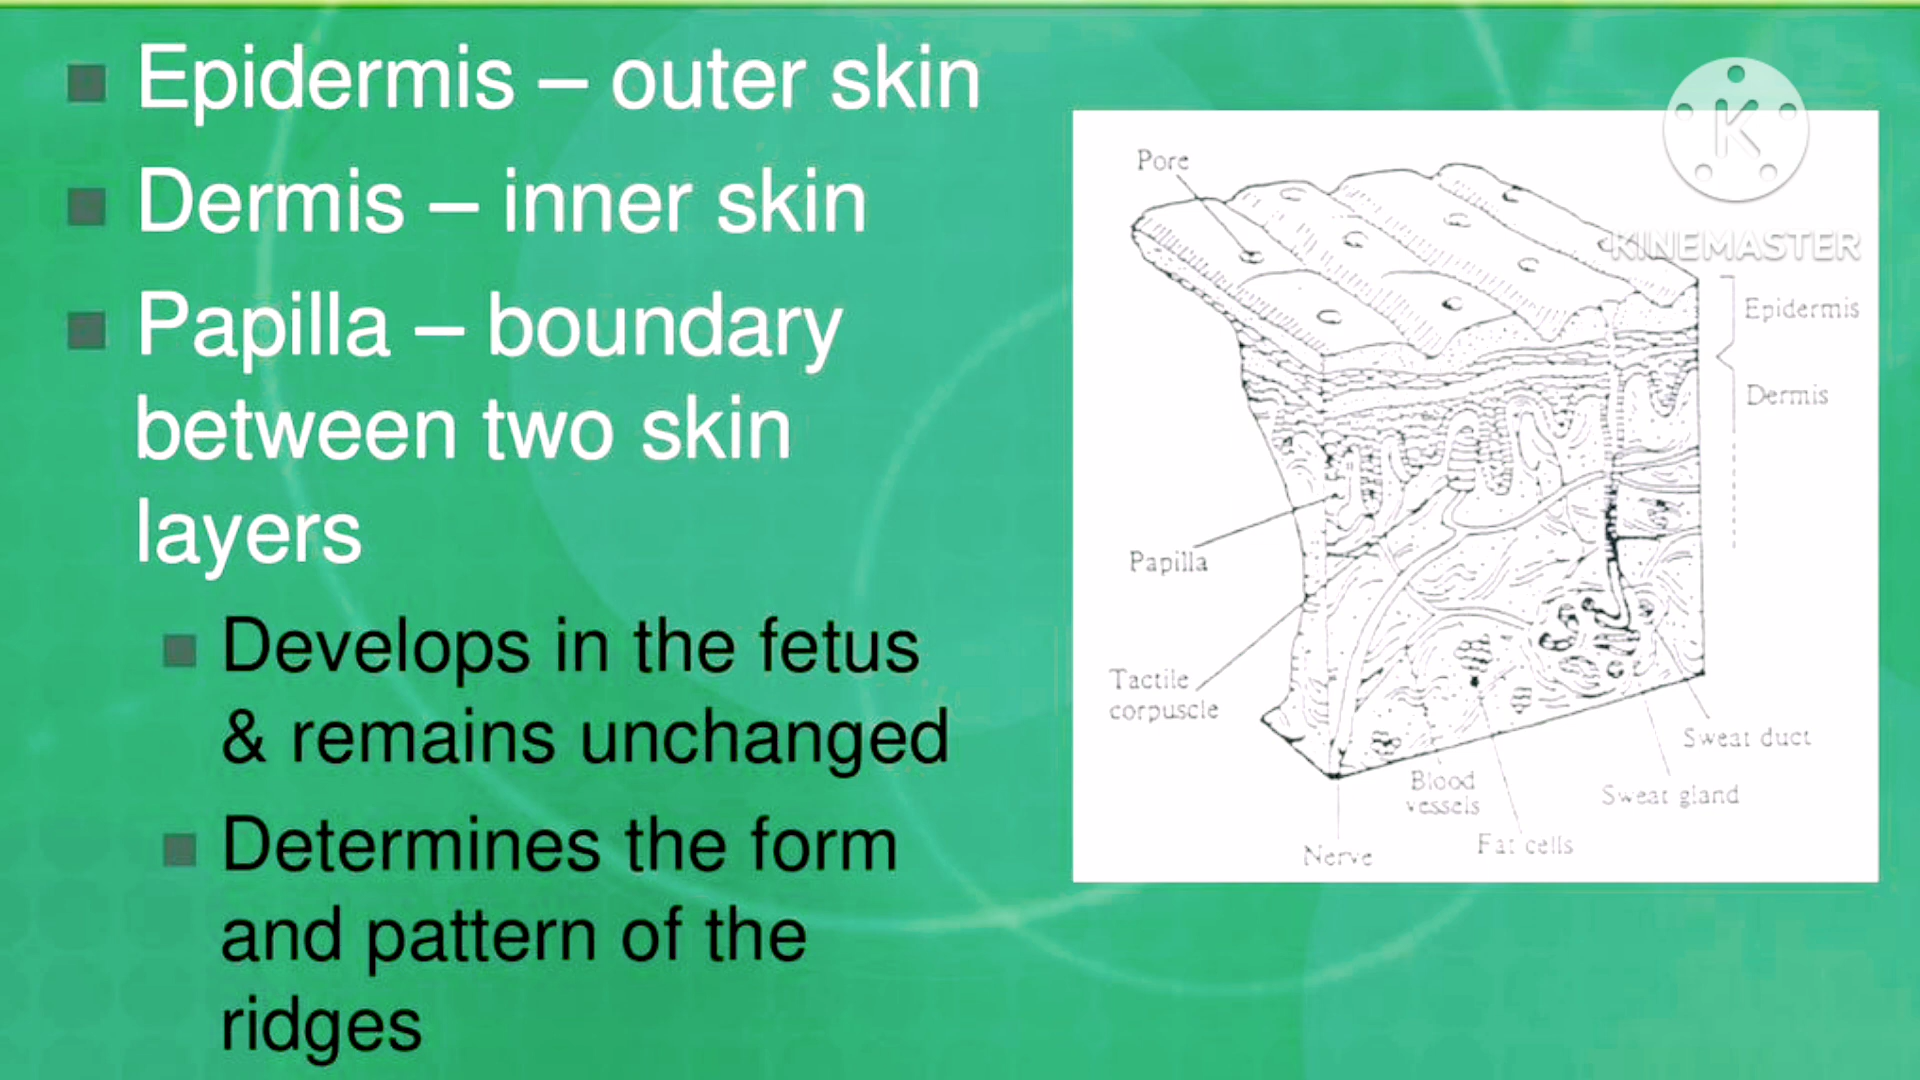 Epidermis – outer skin
Dermis – inner skin
Papilla – boundary
between two skin
layers
Develops in the fetus
& remains unchanged
Determines the form
and pattern of the
ridges
K
KINEMASTER
Pore
Epidermis
Dermis
Papilla
Tactile
corpuscle
Sweat duct
Blood
vessels
Sweat gland
Fat cells
Nerve